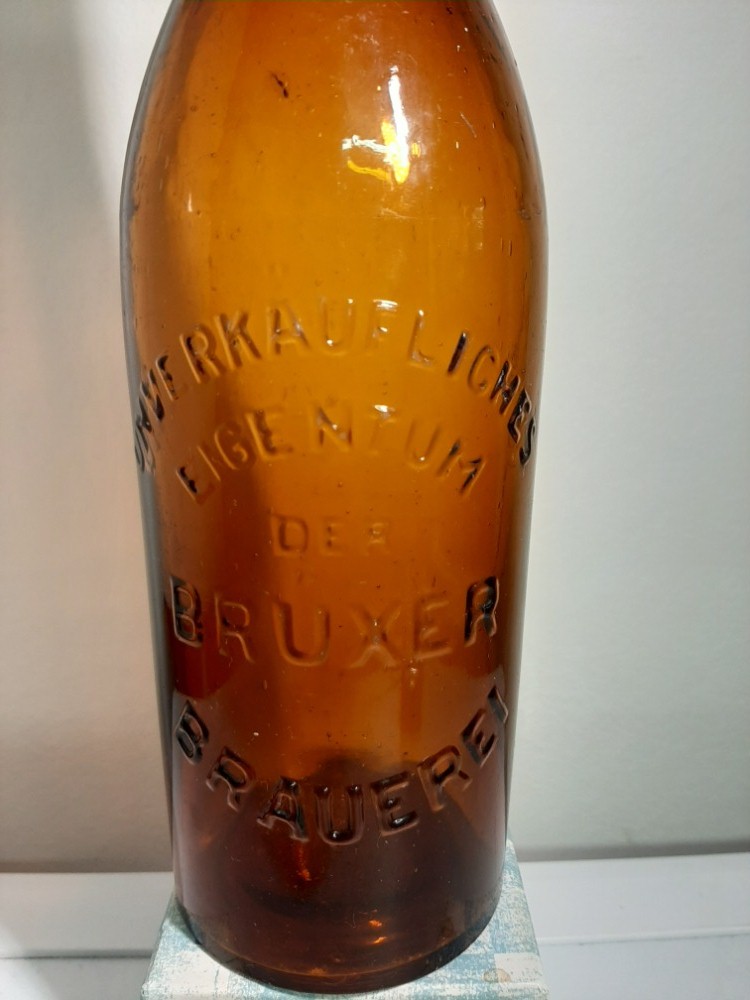 UNVERKAUFLICHES
EIGENTUM
DER
BRUXER
BRAUEREI